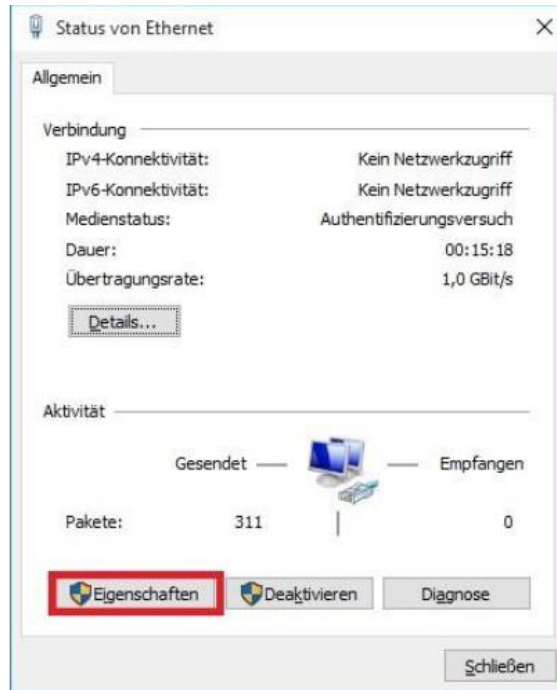 Status von Ethernet
Allgemein
Verbindung
IPv4-Konnektivität: Kein Netzwerkzugriff
IPv6-Konnektivität: Kein Netzwerkzugriff
Medienstatus: Authentifizierungsversuch
Dauer: 00:15:18
Übertragungsrate: 1,0 GBit/s
Details...
Aktivität
Gesendet Empfangen
Pakete: 311 0
Eigenschaften Deaktivieren Diagnose
Schließen